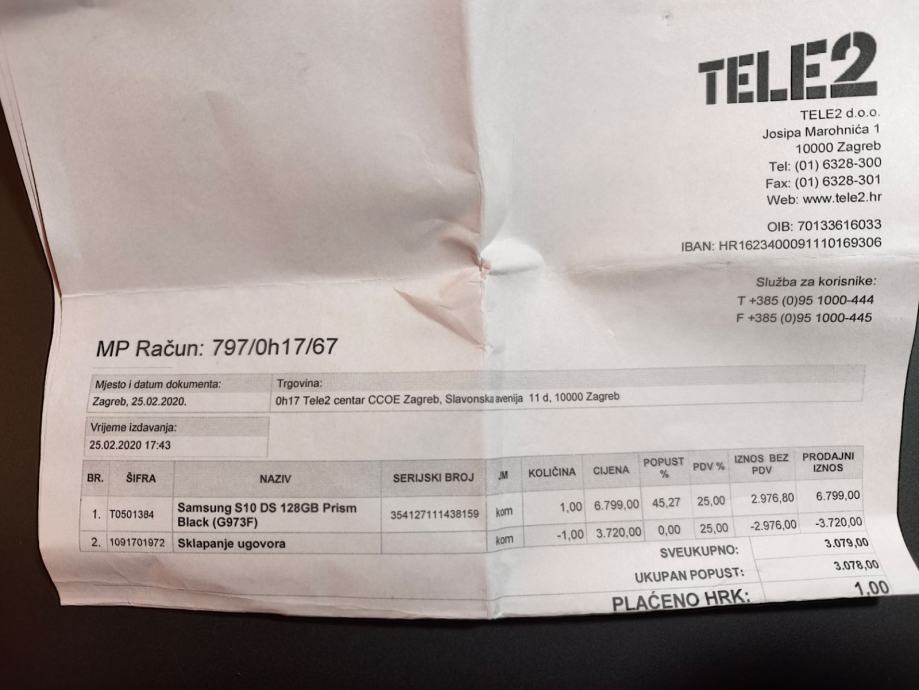 TELE2
TELE2 d.o.o.
Josipa Marohnića 1
10000 Zagreb
Tel: (01) 6328-300
Fax: (01) 6328-301
Web: www.tele2.hr
OIB: 70133616033
IBAN: HR1623400091110169306
Služba za korisnike:
T +385 (0)95 1000-444
F +385 (0)95 1000-445
MP Račun: 797/0h17/67
Mjesto i datum dokumenta: Trgovina:
Zagreb, 25.02.2020. 0h17 Tele2 centar CCOE Zagreb, Slavonska avenija 11 d, 10000 Zagreb
Vrijeme izdavanja:
25.02.2020 17:43
BR. ŠIFRA NAZIV SERIJSKI BROJ JM KOLIČINA CIJENA POPUST % PDV % IZNOS BEZ PDV PRODAJNI IZNOS
1. T0501384 Samsung S10 DS 128GB Prism Black (G973F) 354127111438159 kom 1,00 6.799,00 45,27 25,00 2.976,80 6.799,00
2. 1091701972 Sklapanje ugovora kom -1,00 3.720,00 0,00 25,00 -2.976,00 -3.720,00
SVEUKUPNO: 3.079,00
UKUPAN POPUST: 3.078,00
PLAĆENO HRK: 1,00